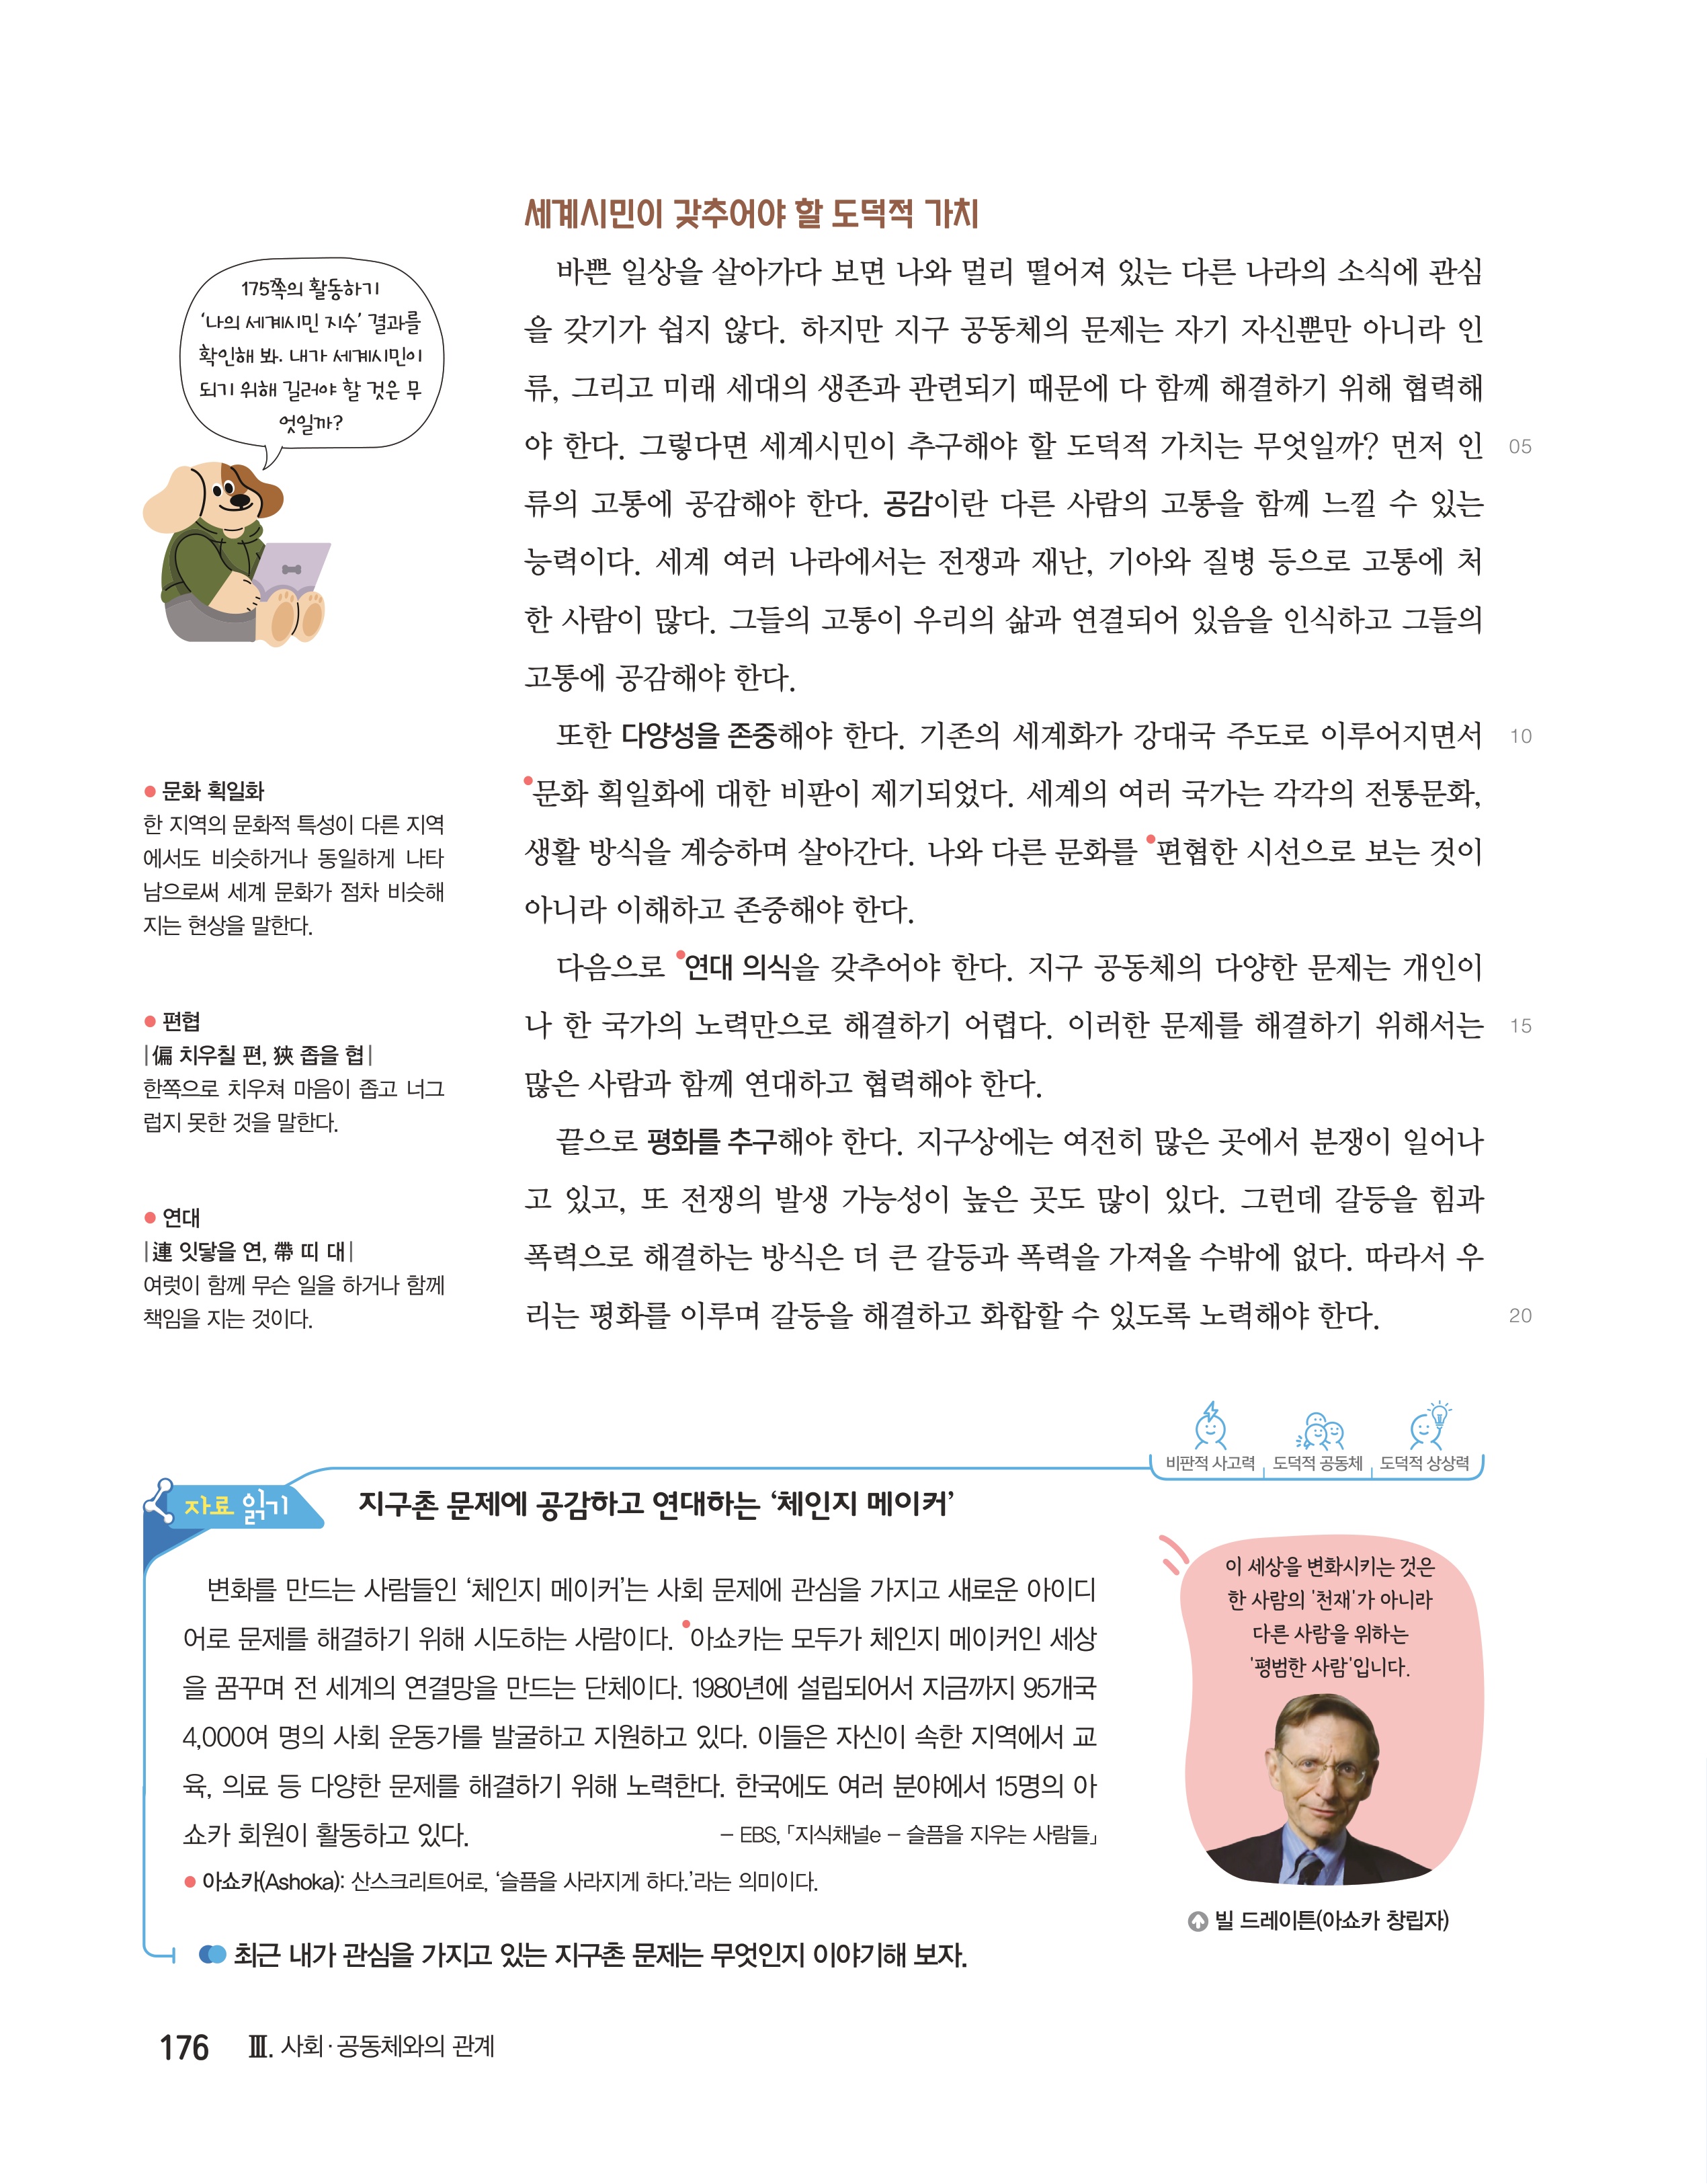 세계시민이 갖추어야 할 도덕적 가치
바쁜 일상을 살아가다 보면 나와 멀리 떨어져 있는 다른 나라의 소식에 관심
을 갖기가 쉽지 않다. 하지만 지구 공동체의 문제는 자기 자신뿐만 아니라 인
류, 그리고 미래 세대의 생존과 관련되기 때문에 다 함께 해결하기 위해 협력해
야 한다. 그렇다면 세계시민이 추구해야 할 도덕적 가치는 무엇일까? 먼저 인 05
류의 고통에 공감해야 한다. 공감이란 다른 사람의 고통을 함께 느낄 수 있는
능력이다. 세계 여러 나라에서는 전쟁과 재난, 기아와 질병 등으로 고통에 처
한 사람이 많다. 그들의 고통이 우리의 삶과 연결되어 있음을 인식하고 그들의
고통에 공감해야 한다.
또한 다양성을 존중해야 한다. 기존의 세계화가 강대국 주도로 이루어지면서 10
●문화 획일화에 대한 비판이 제기되었다. 세계의 여러 국가는 각각의 전통문화,
생활 방식을 계승하며 살아간다. 나와 다른 문화를 ●편협한 시선으로 보는 것이
아니라 이해하고 존중해야 한다.
다음으로 ●연대 의식을 갖추어야 한다. 지구 공동체의 다양한 문제는 개인이
나 한 국가의 노력만으로 해결하기 어렵다. 이러한 문제를 해결하기 위해서는 15
많은 사람과 함께 연대하고 협력해야 한다.
끝으로 평화를 추구해야 한다. 지구상에는 여전히 많은 곳에서 분쟁이 일어나
고 있고, 또 전쟁의 발생 가능성이 높은 곳도 많이 있다. 그런데 갈등을 힘과
폭력으로 해결하는 방식은 더 큰 갈등과 폭력을 가져올 수밖에 없다. 따라서 우
리는 평화를 이루며 갈등을 해결하고 화합할 수 있도록 노력해야 한다. 20
175쪽의 활동하기
‘나의 세계시민 지수’ 결과를
확인해 봐. 내가 세계시민이
되기 위해 길러야 할 것은 무
엇일까?
● 문화 획일화
한 지역의 문화적 특성이 다른 지역
에서도 비슷하거나 동일하게 나타
남으로써 세계 문화가 점차 비슷해
지는 현상을 말한다.
● 편협
|偏 치우칠 편, 狹 좁을 협|
한쪽으로 치우쳐 마음이 좁고 너그
럽지 못한 것을 말한다.
● 연대
|連 잇닿을 연, 帶 띠 대|
여럿이 함께 무슨 일을 하거나 함께
책임을 지는 것이다.
비판적 사고력 도덕적 공동체 도덕적 상상력
자료 읽기 지구촌 문제에 공감하고 연대하는 ‘체인지 메이커’
변화를 만드는 사람들인 ‘체인지 메이커’는 사회 문제에 관심을 가지고 새로운 아이디
어로 문제를 해결하기 위해 시도하는 사람이다. ●아쇼카는 모두가 체인지 메이커인 세상
을 꿈꾸며 전 세계의 연결망을 만드는 단체이다. 1980년에 설립되어서 지금까지 95개국
4,000여 명의 사회 운동가를 발굴하고 지원하고 있다. 이들은 자신이 속한 지역에서 교
육, 의료 등 다양한 문제를 해결하기 위해 노력한다. 한국에도 여러 분야에서 15명의 아
쇼카 회원이 활동하고 있다. – EBS, 「지식채널e – 슬픔을 지우는 사람들」
● 아쇼카(Ashoka): 산스크리트어로, ‘슬픔을 사라지게 하다.’라는 의미이다.
최근 내가 관심을 가지고 있는 지구촌 문제는 무엇인지 이야기해 보자.
이 세상을 변화시키는 것은
한 사람의 '천재'가 아니라
다른 사람을 위하는
'평범한 사람'입니다.
빌 드레이튼(아쇼카 창립자)
176 Ⅲ. 사회·공동체와의 관계